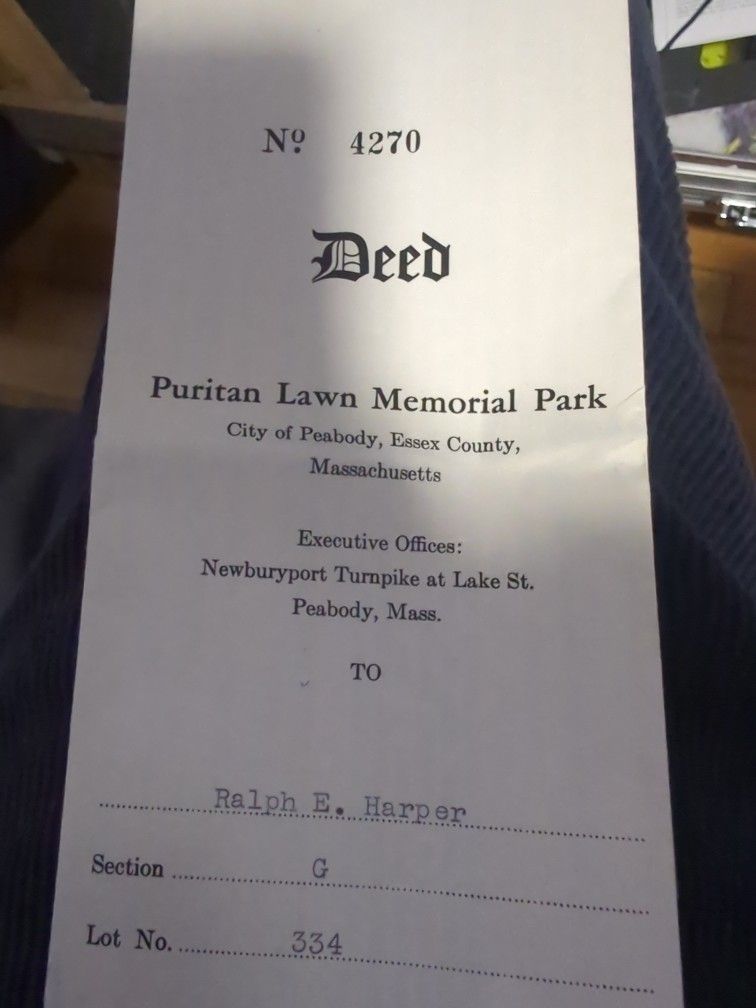 Nº 4270
Deed
Puritan Lawn Memorial Park
City of Peabody, Essex County,
Massachusetts
Executive Offices:
Newburyport Turnpike at Lake St.
Peabody, Mass.
TO
Ralph E. Harper
Section G
Lot No. 334